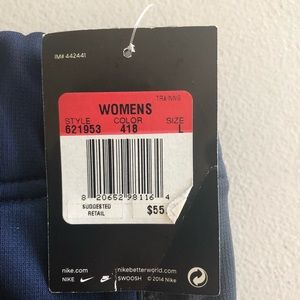 IM# 442441
TRAINING
WOMENS
STYLE COLOR SIZE
621953 418 L
8 20652 98116 4
SUGGESTED
RETAIL
$55.
nike.com nikebetterworld.com
NIKE SWOOSH © 2014 Nike